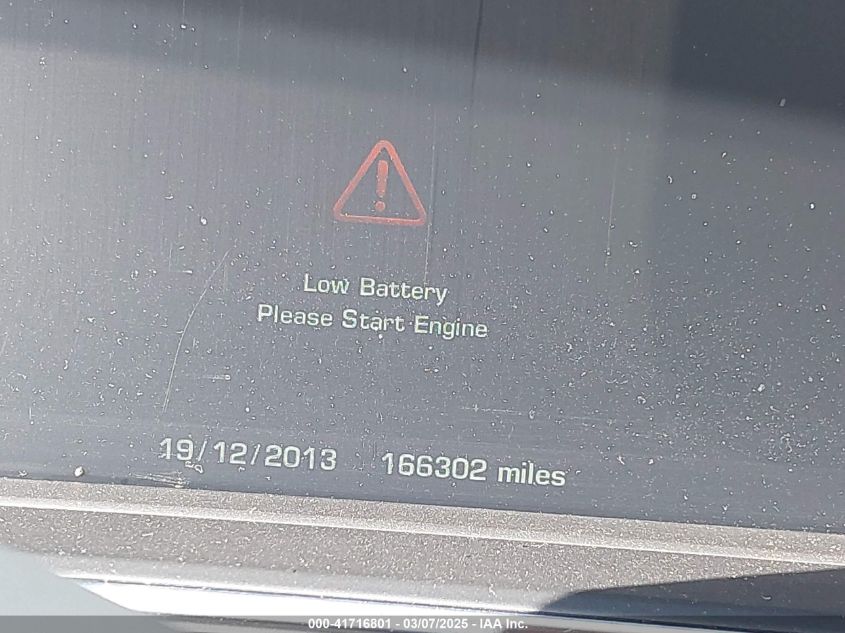 Low Battery
Please Start Engine
19/12/2013 166302 miles
000-41716801 - 03/07/2025 - IAA Inc.